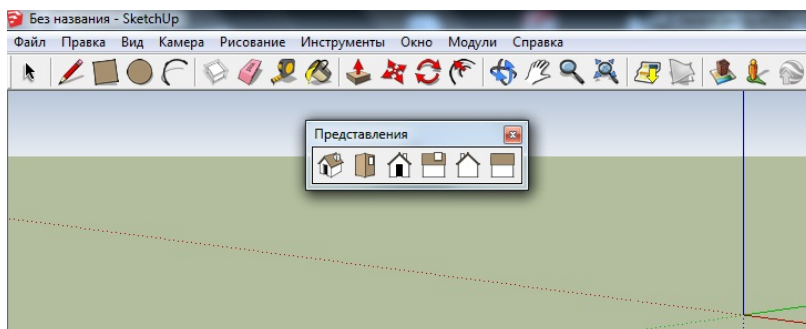 Без названия - SketchUp
Файл Правка Вид Камера Рисование Инструменты Окно Модули Справка
Представления